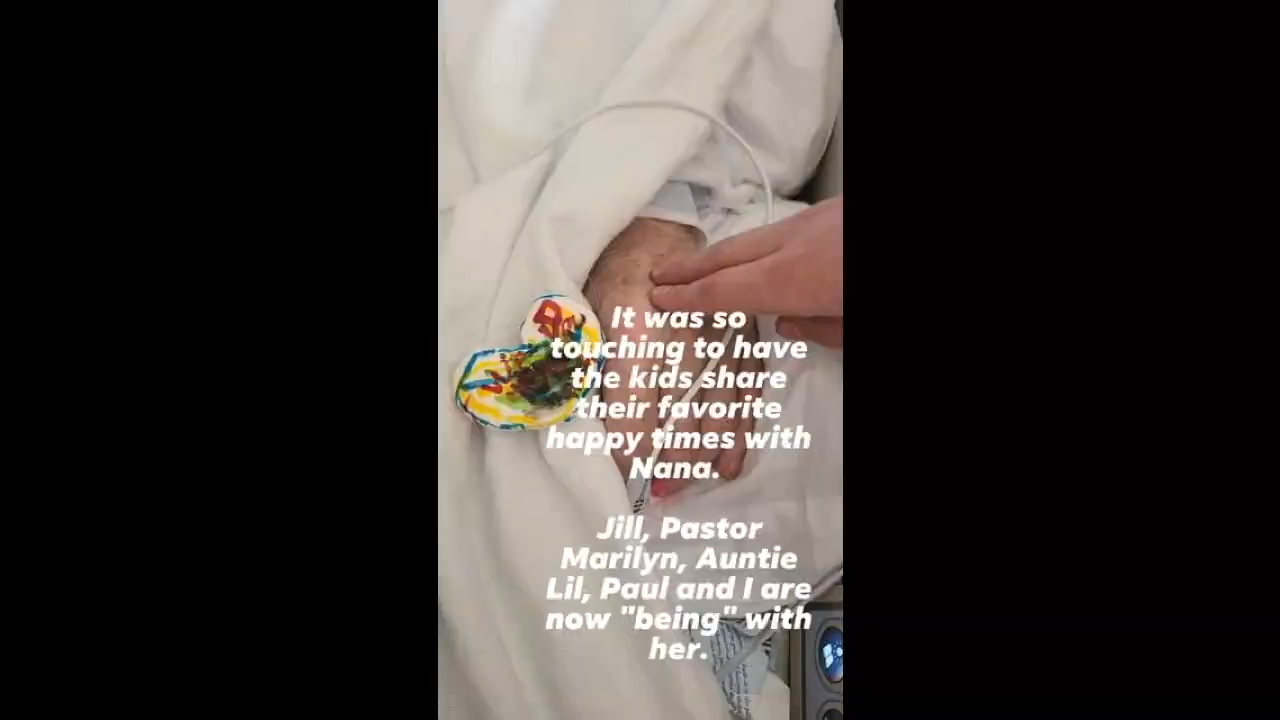 It was so
touching to have
the kids share
their favorite
happy times with
Nana.
Jill, Pastor
Marilyn, Auntie
Lil, Paul and I are
now "being" with
her.